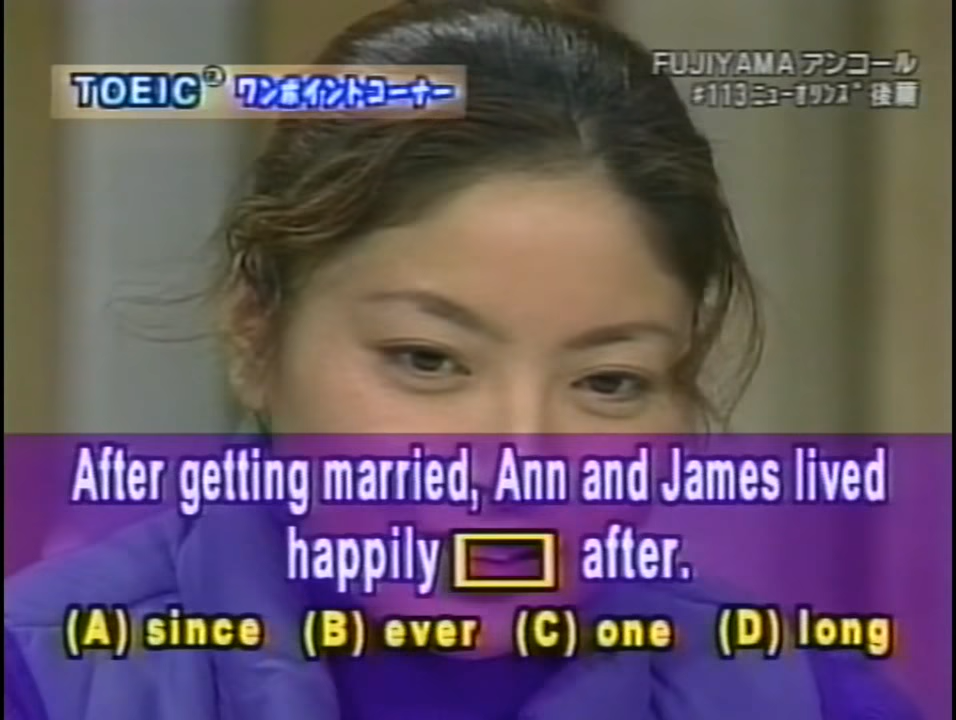 TOEIC® ワンポイントコーナー
FUJIYAMA アンコール
#113 ニューオリンズ 後篇
After getting married, Ann and James lived
happily after.
(A) since (B) ever (C) one (D) long